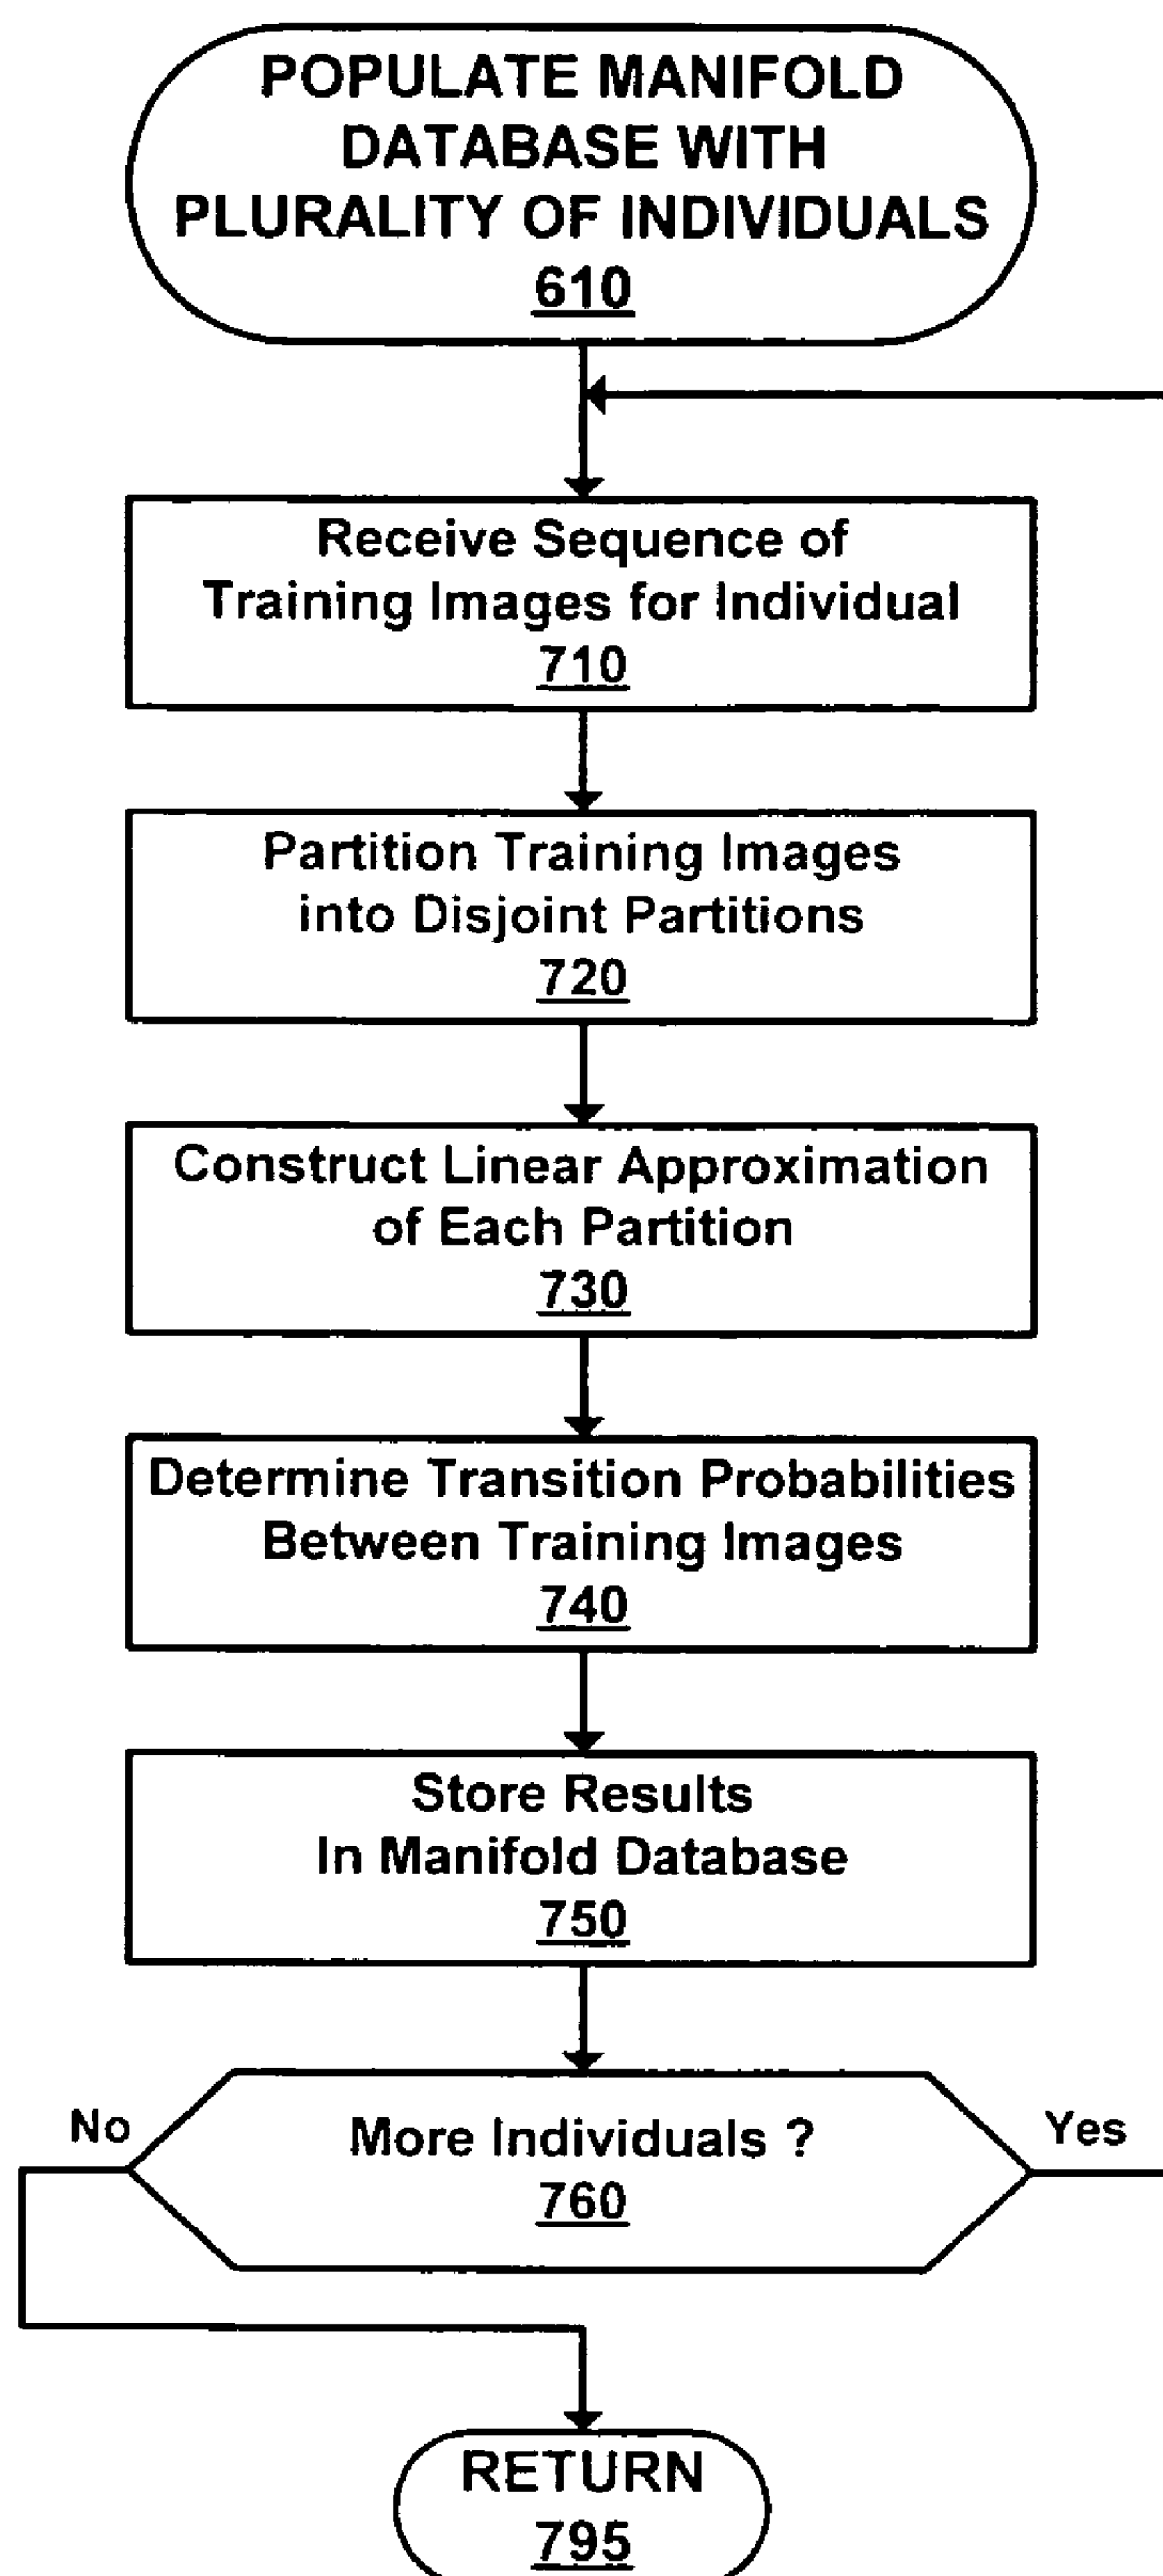 POPULATE MANIFOLD
DATABASE WITH
PLURALITY OF INDIVIDUALS
610
Receive Sequence of
Training Images for Individual
710
Partition Training Images
into Disjoint Partitions
720
Construct Linear Approximation
of Each Partition
730
Determine Transition Probabilities
Between Training Images
740
Store Results
In Manifold Database
750
No
More Individuals ?
Yes
760
RETURN
795